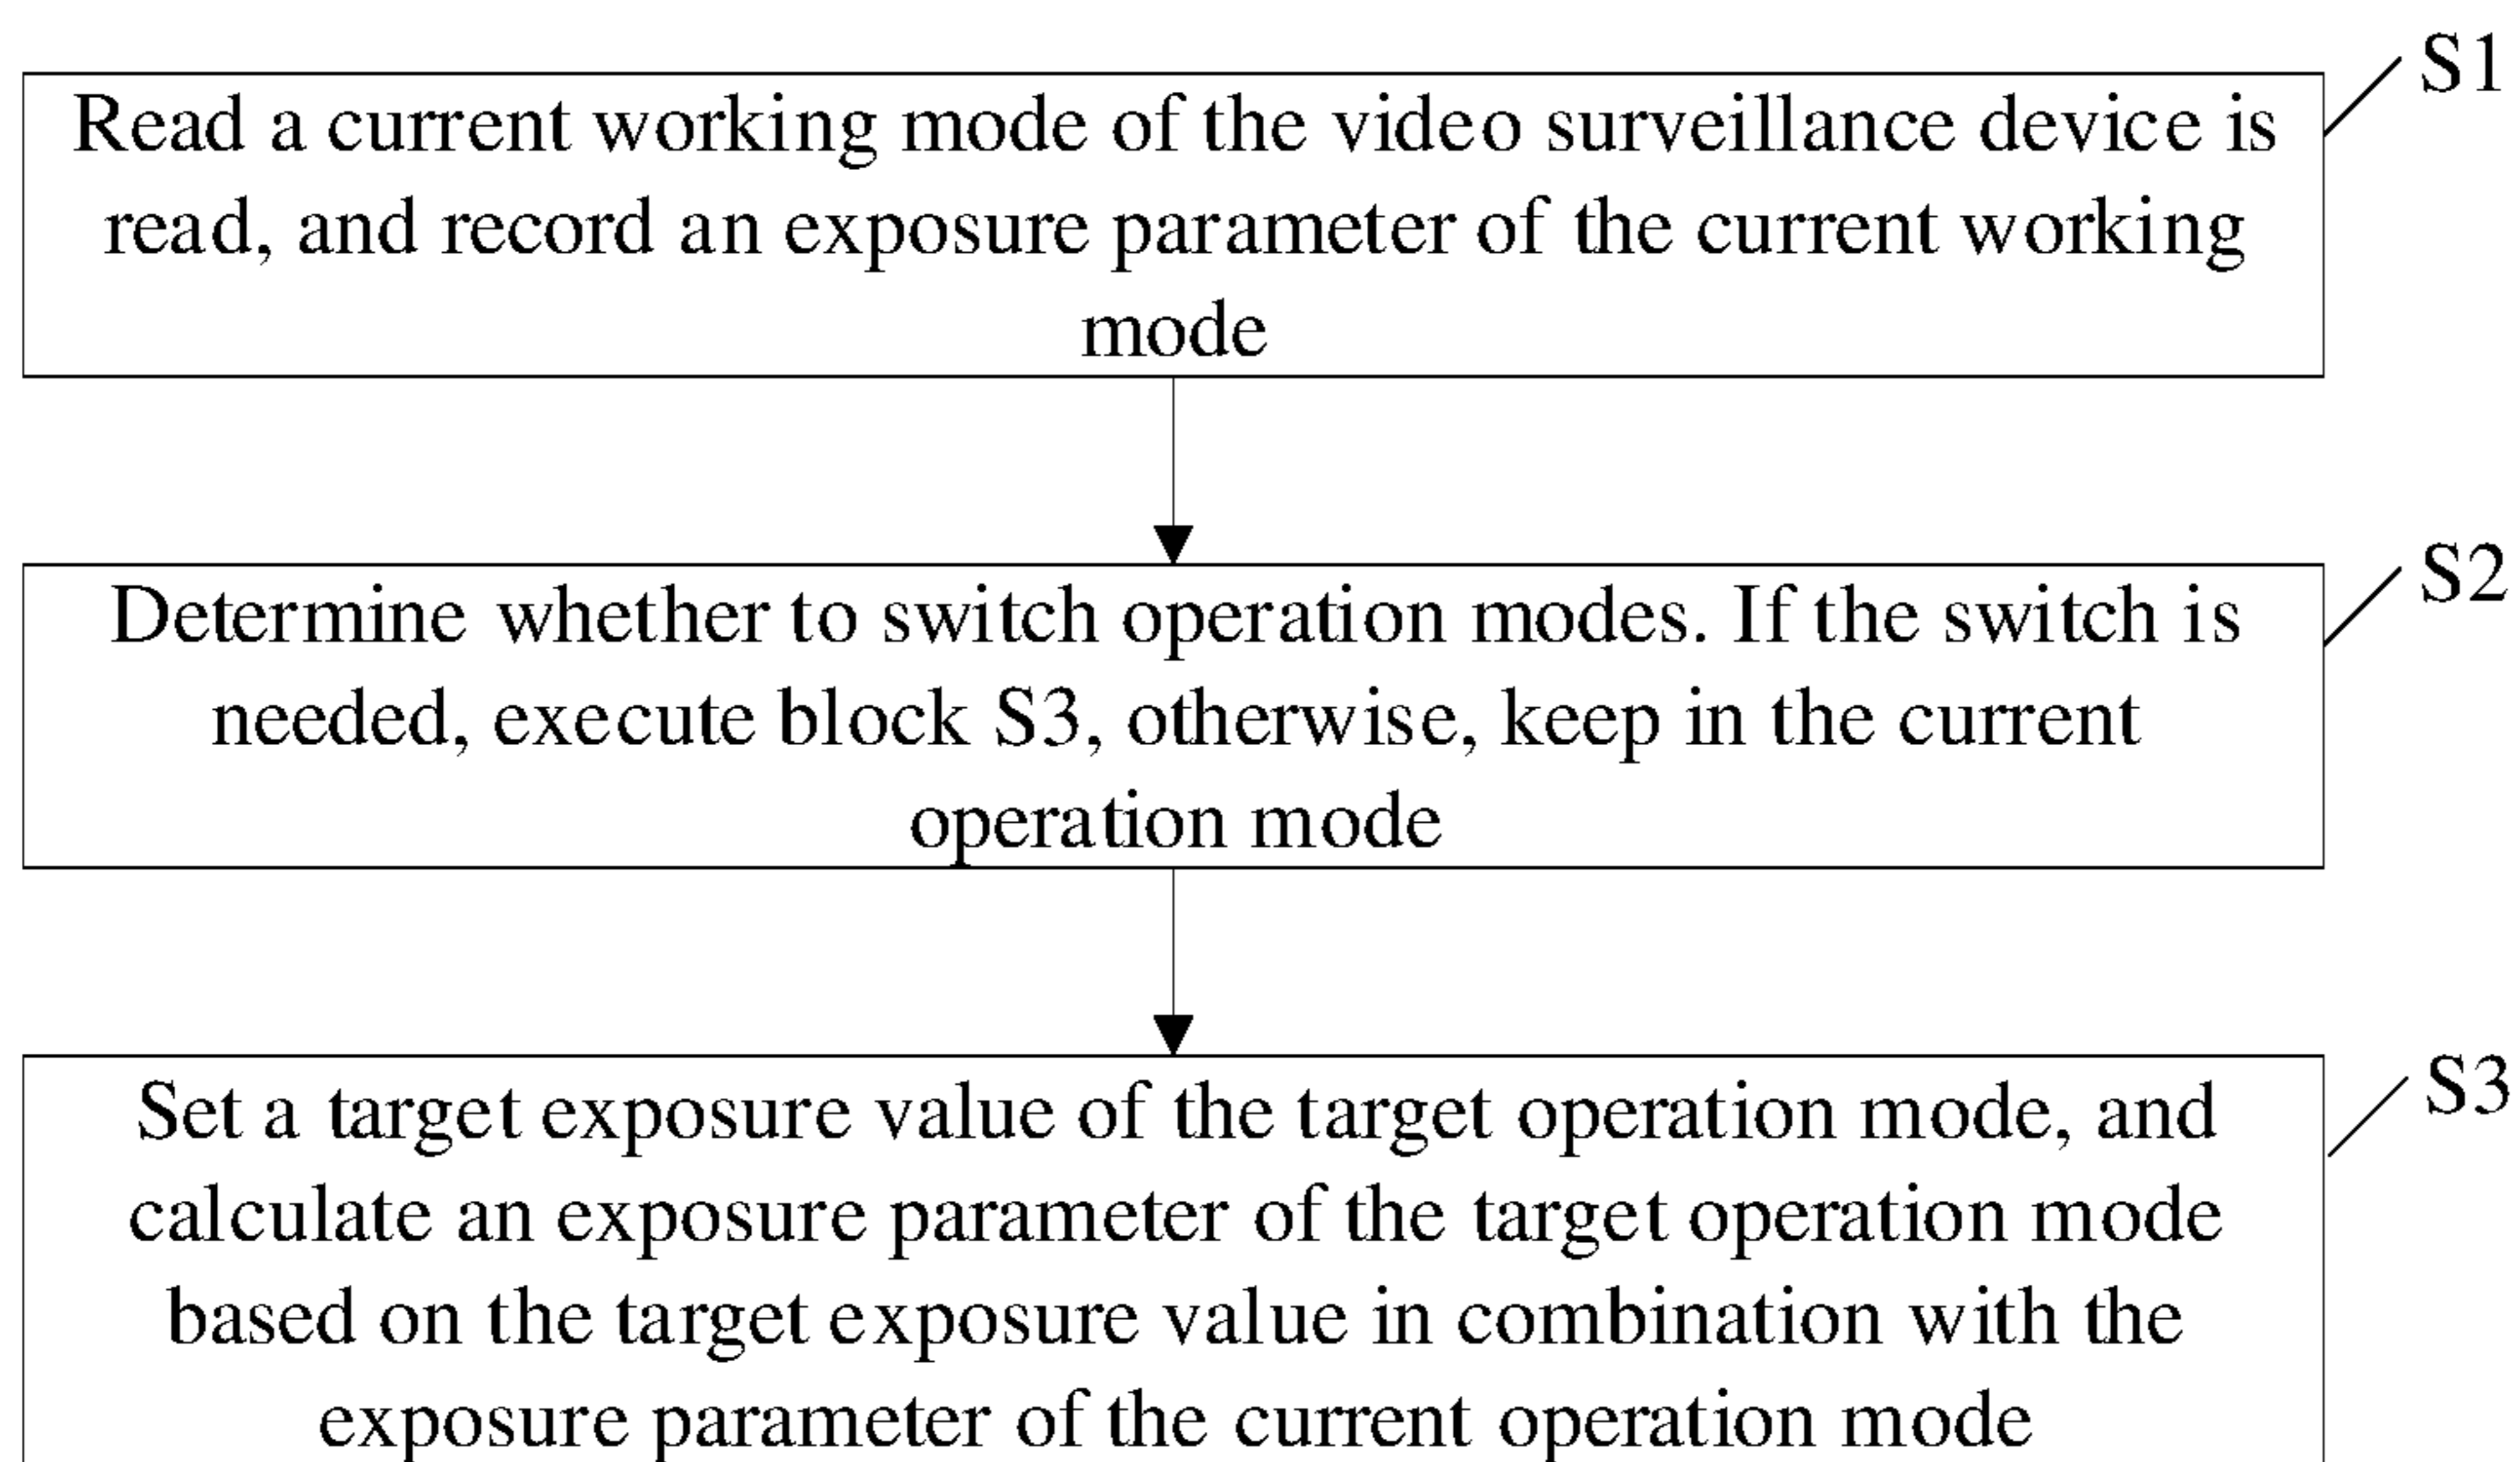 S1
Read a current working mode of the video surveillance device is
read, and record an exposure parameter of the current working
mode
S2
Determine whether to switch operation modes. If the switch is
needed, execute block S3, otherwise, keep in the current
operation mode
S3
Set a target exposure value of the target operation mode, and
calculate an exposure parameter of the target operation mode
based on the target exposure value in combination with the
exposure parameter of the current operation mode